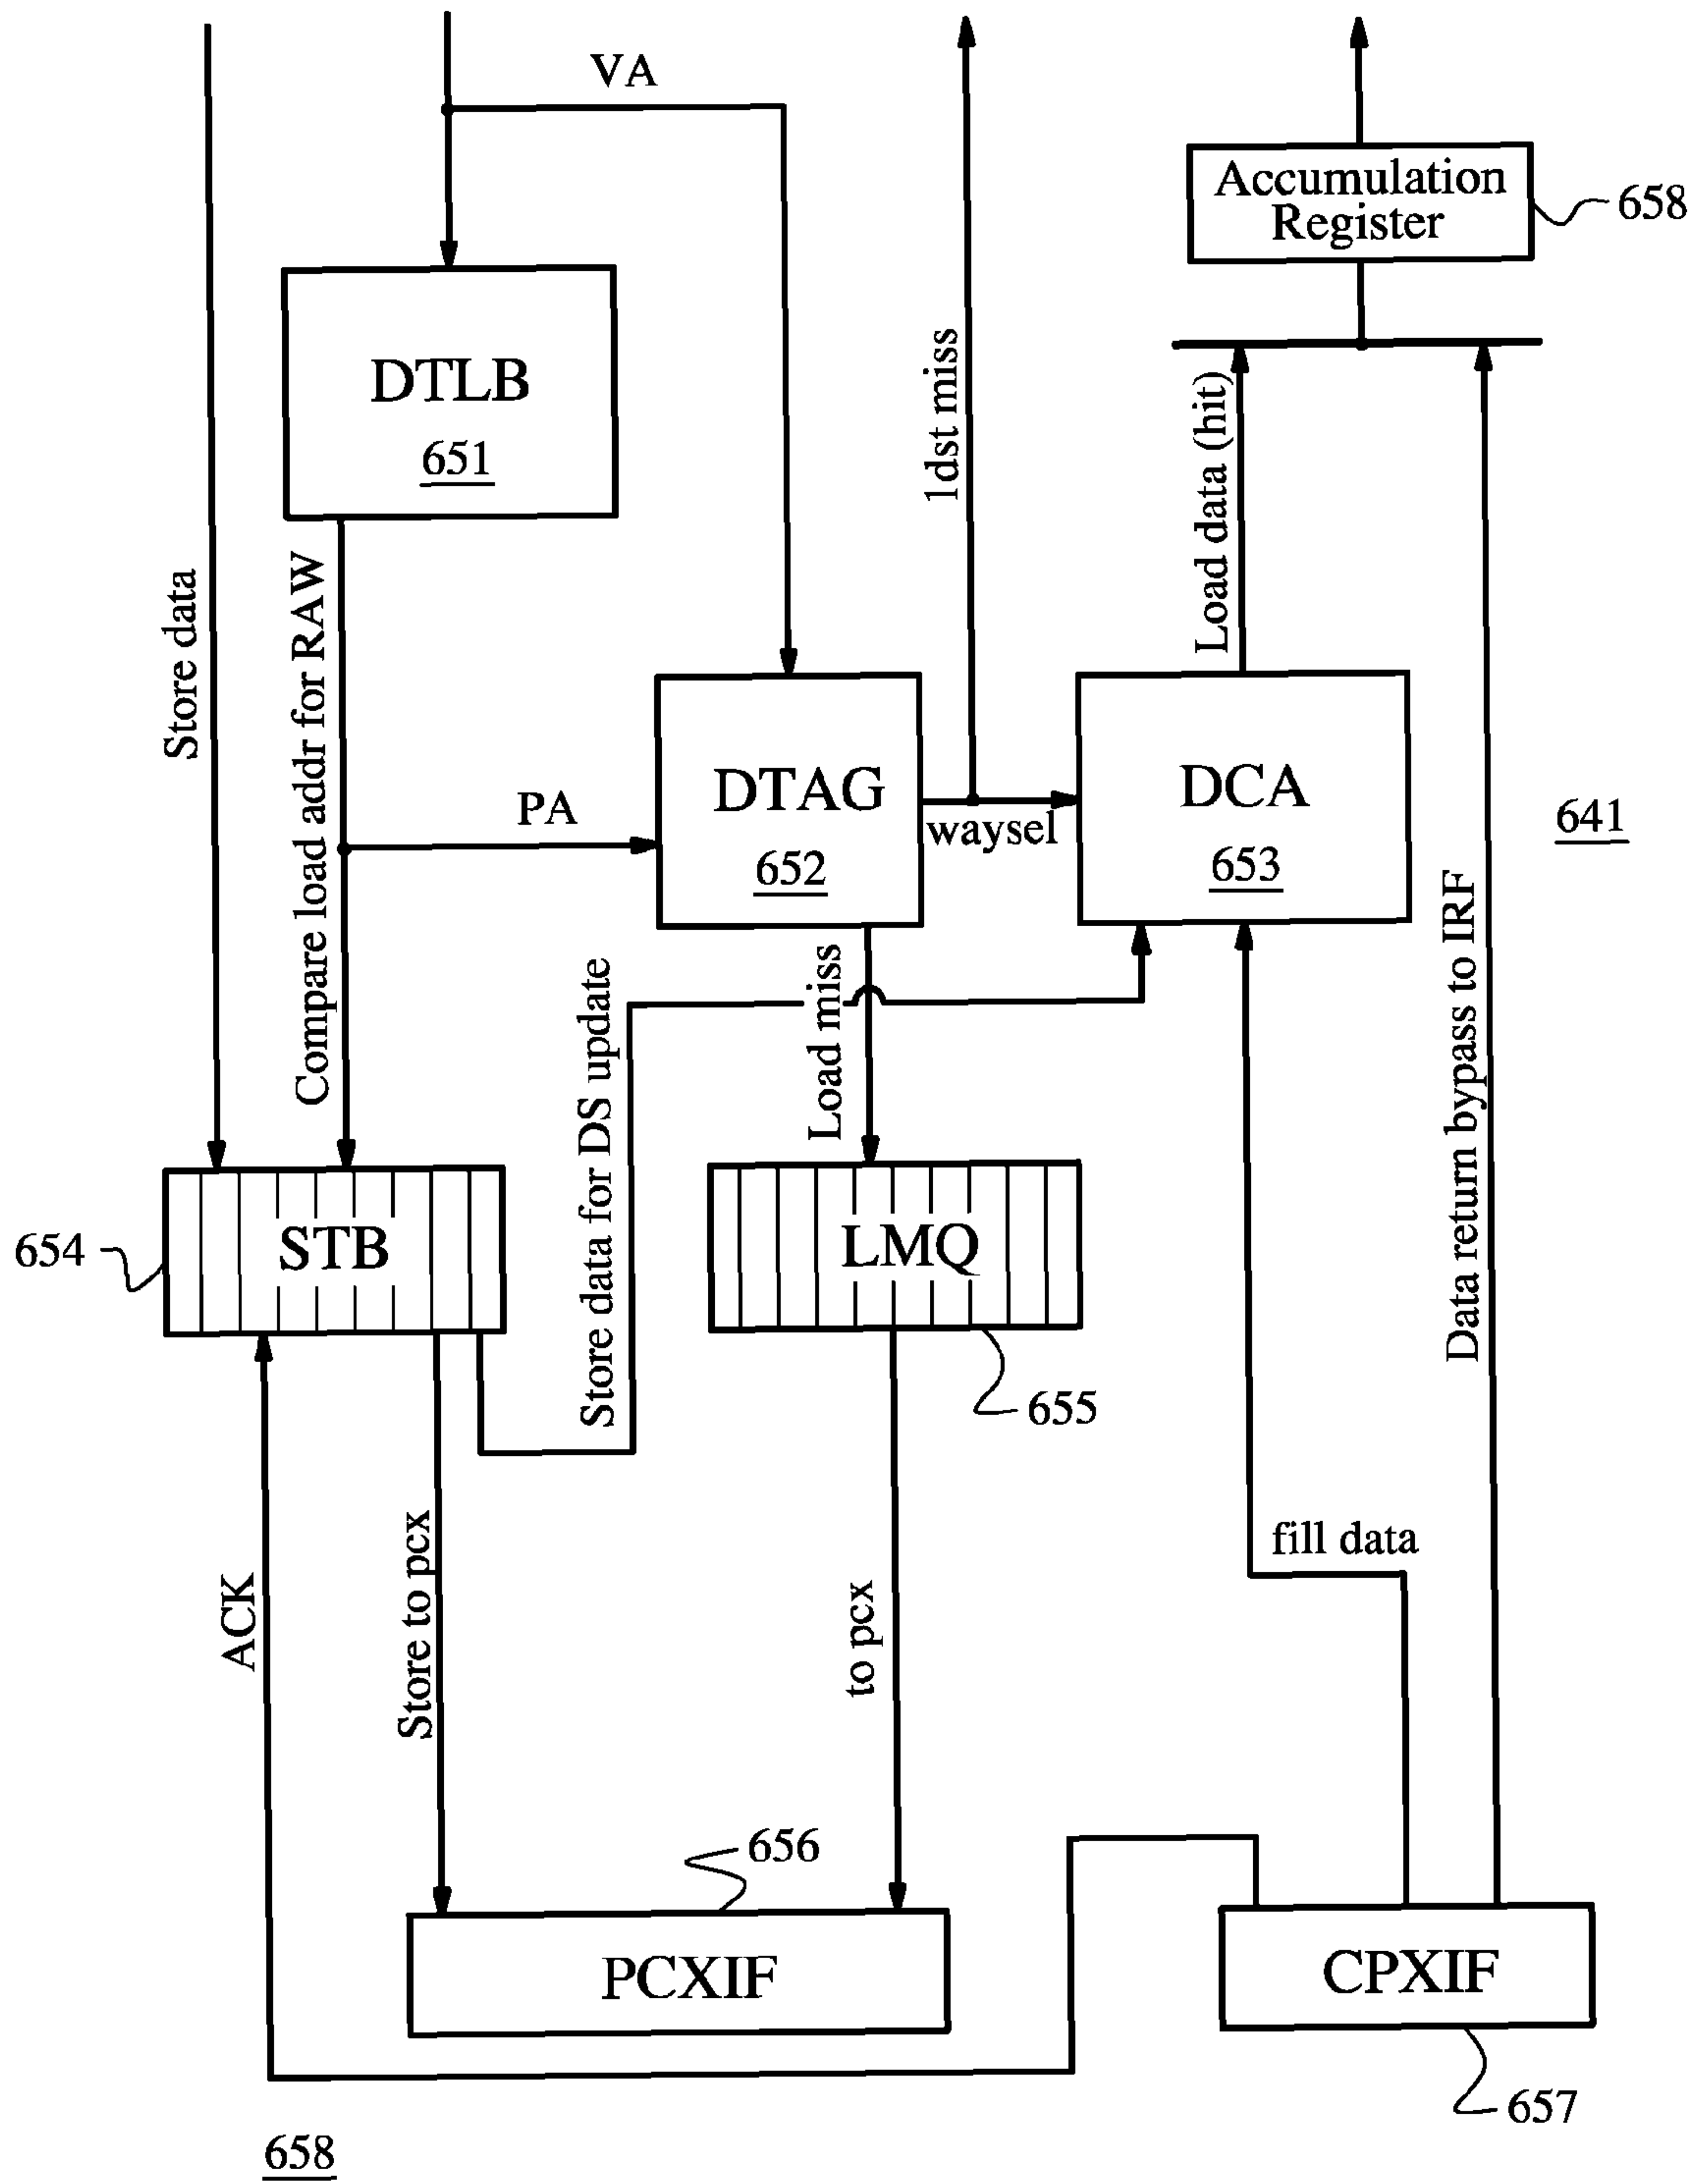 VA
Accumulation
Register
658
DTLB
651
1dst miss
Load data (hit)
Store data
Compare load addr for RAW
PA
DTAG
652
waysel
DCA
653
641
Load miss
Store data for DS update
Data return bypass to IRF
654
STB
LMQ
655
fill data
ACK
Store to pcx
to pcx
656
PCXIF
CPXIF
657
658